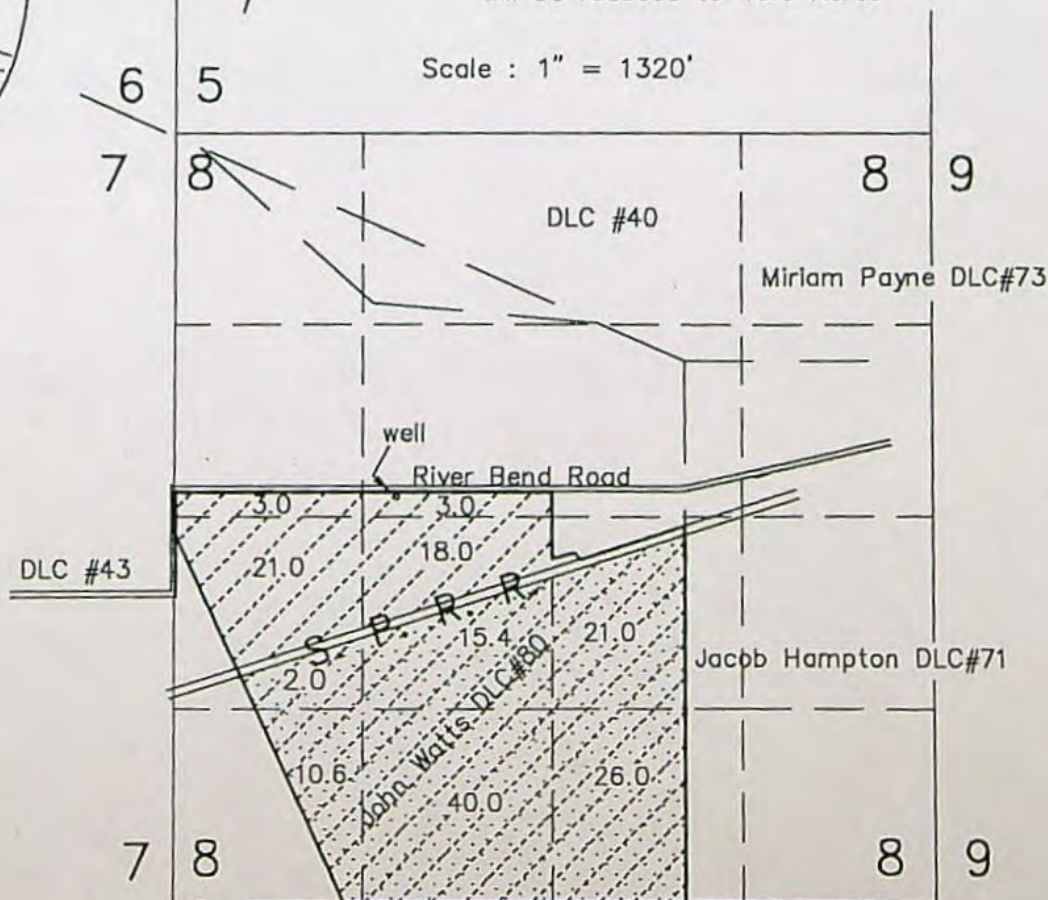 Scale : 1" = 1320'
6 5
7 8 8 9
DLC #40
Miriam Payne DLC#73
well
River Bend Road
3.0 3.0
DLC #43
21.0 18.0
S. P. R. R.
15.4 21.0
2.0
John Watts DLC#80
Jacob Hampton DLC#71
10.6 40.0 26.0
7 8 8 9